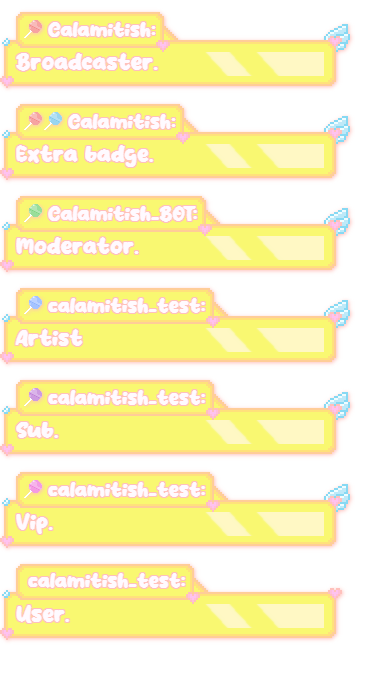 Calamitish:
Broadcaster.
Calamitish:
Extra badge.
Calamitish_BOT:
Moderator.
calamitish_test:
Artist
calamitish_test:
Sub.
calamitish_test:
Vip.
calamitish_test:
User.